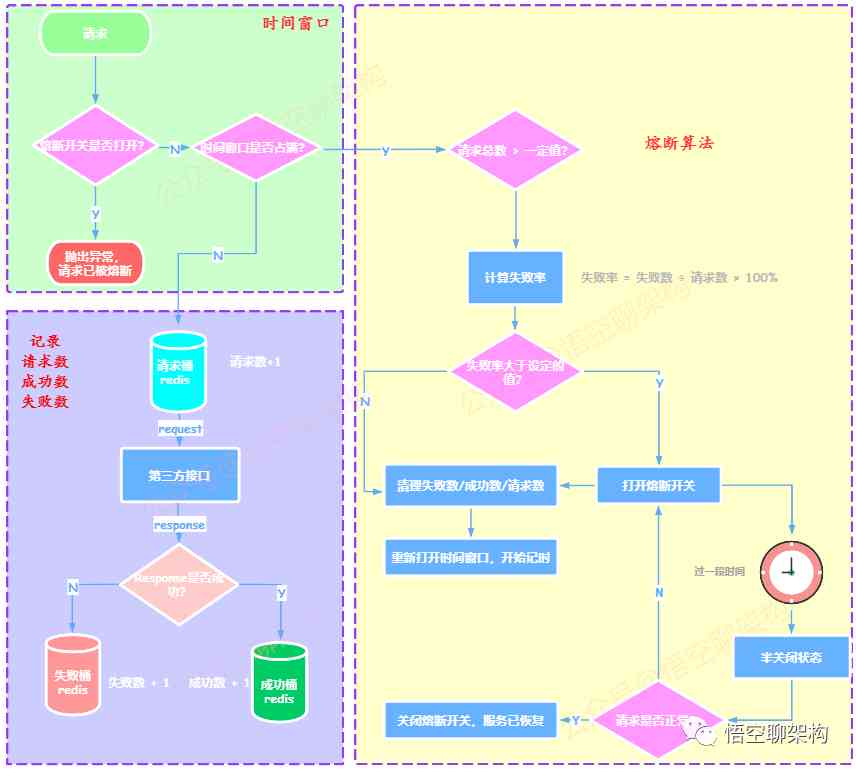 时间窗口
请求
熔断开关是否打开?
N
时间窗口是否占满?
Y
Y
N
抛出异常，
请求已被熔断
记录
请求数
成功数
失败数
请求桶
redis
请求数+1
request
第三方接口
response
Response是否成
功?
N
Y
失败桶
redis
失败数 + 1
成功数 + 1
成功桶
redis
熔断算法
请求总数 > 一定值?
计算失败率
失败率 = 失败数 ÷ 请求数 × 100%
失败率大于设定的
值?
N
Y
清理失败数/成功数/请求数
打开熔断开关
重新打开时间窗口，开始记时
过一段时间
N
半关闭状态
请求是否正常
Y
关闭熔断开关，服务已恢复
悟空聊架构